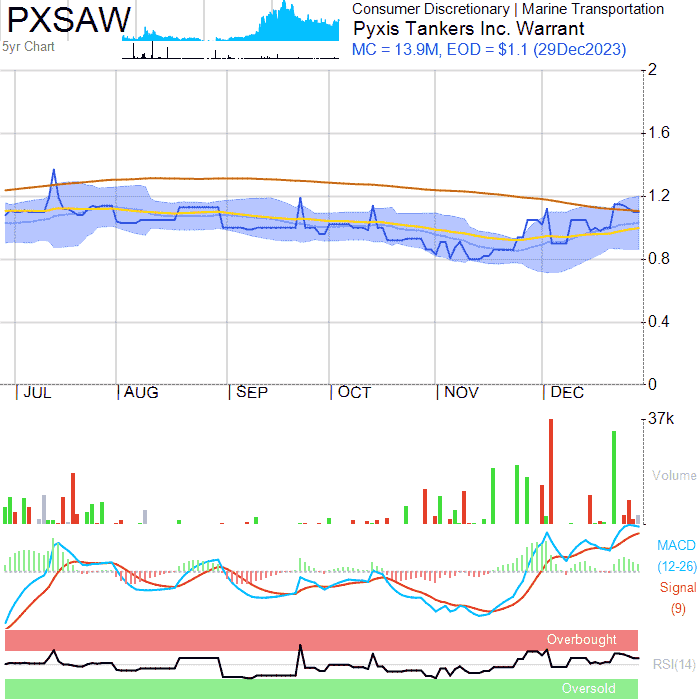 PXSAW
5yr Chart
Consumer Discretionary | Marine Transportation
Pyxis Tankers Inc. Warrant
MC = 13.9M, EOD = $1.1 (29Dec2023)
2
1.6
1.2
0.8
0.4
0
JUL AUG SEP OCT NOV DEC
37k
Volume
MACD
(12-26)
Signal
(9)
Overbought
RSI(14)
Oversold